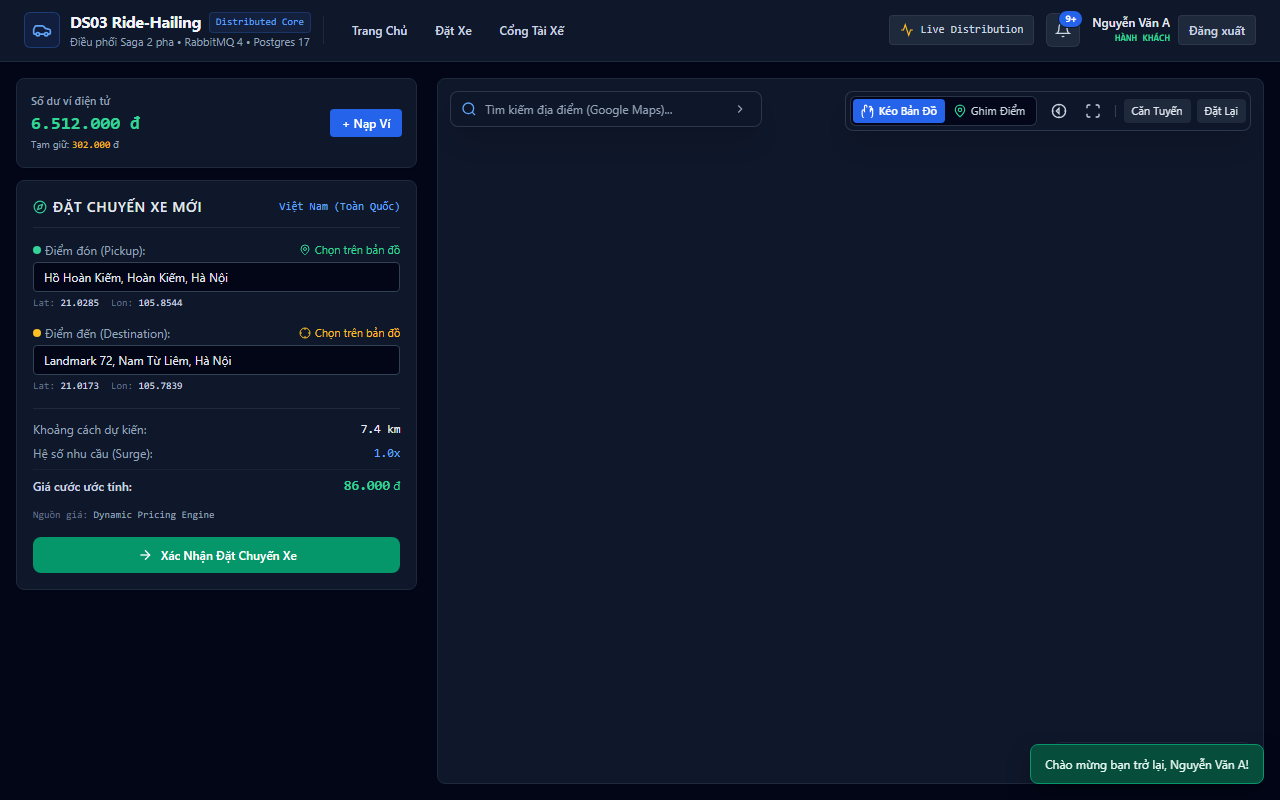 DS03 Ride-Hailing Distributed Core
Điều phối Saga 2 pha • RabbitMQ 4 • Postgres 17
Trang Chủ Đặt Xe Cổng Tài Xế
Live Distribution
9+
Nguyễn Văn A
HÀNH KHÁCH
Đăng xuất
Số dư ví điện tử
6.512.000 đ
Tạm giữ: 302.000 đ
+ Nạp Ví
ĐẶT CHUYẾN XE MỚI
Việt Nam (Toàn Quốc)
Điểm đón (Pickup): Chọn trên bản đồ
Hồ Hoàn Kiếm, Hoàn Kiếm, Hà Nội
Lat: 21.0285 Lon: 105.8544
Điểm đến (Destination): Chọn trên bản đồ
Landmark 72, Nam Từ Liêm, Hà Nội
Lat: 21.0173 Lon: 105.7839
Khoảng cách dự kiến: 7.4 km
Hệ số nhu cầu (Surge): 1.0x
Giá cước ước tính: 86.000 đ
Nguồn giá: Dynamic Pricing Engine
Xác Nhận Đặt Chuyến Xe
Tìm kiếm địa điểm (Google Maps)...
Kéo Bản Đồ Ghim Điểm Căn Tuyến Đặt Lại
Chào mừng bạn trở lại, Nguyễn Văn A!